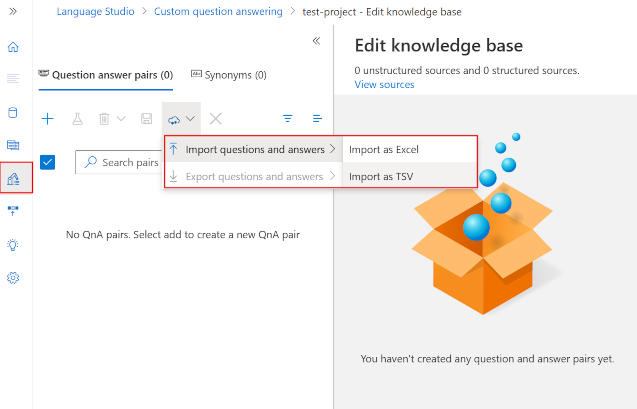 Language Studio > Custom question answering > test-project - Edit knowledge base
Question answer pairs (0)
Synonyms (0)
Import questions and answers
Import as Excel
Search pairs
Export questions and answers
Import as TSV
No QnA pairs. Select add to create a new QnA pair
Edit knowledge base
0 unstructured sources and 0 structured sources.
View sources
You haven't created any question and answer pairs yet.